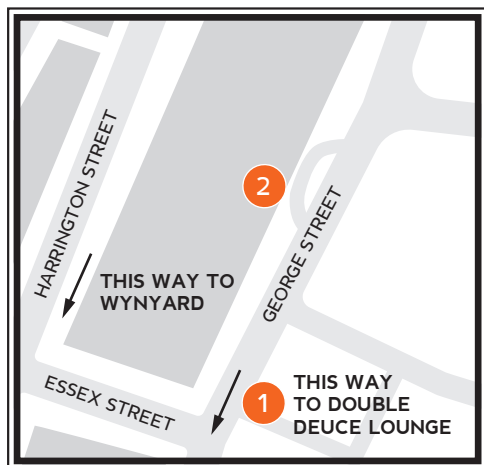 HARRINGTON STREET
2
GEORGE STREET
THIS WAY TO
WYNYARD
ESSEX STREET
1
THIS WAY
TO DOUBLE
DEUCE LOUNGE